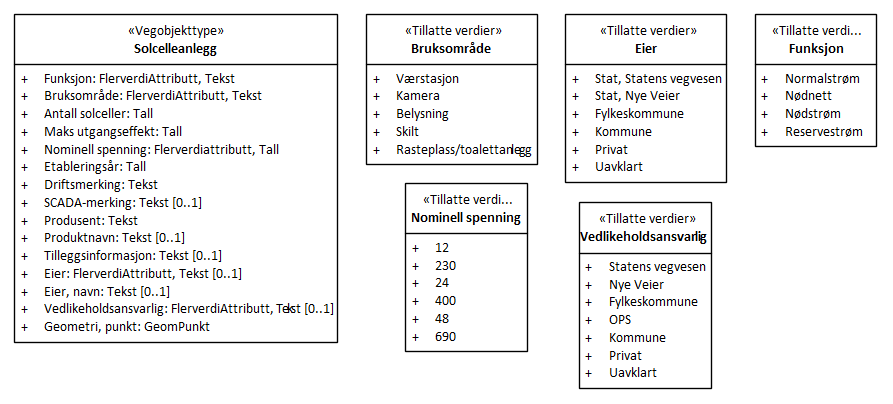 «Vegobjekttype»
Solcelleanlegg
+ Funksjon: FlerverdiAttributt, Tekst
+ Bruksområde: FlerverdiAttributt, Tekst
+ Antall solceller: Tall
+ Maks utgangseffekt: Tall
+ Nominell spenning: Flerverdiattributt, Tall
+ Etableringsår: Tall
+ Driftsmerking: Tekst
+ SCADA-merking: Tekst [0..1]
+ Produsent: Tekst
+ Produktnavn: Tekst [0..1]
+ Tilleggsinformasjon: Tekst [0..1]
+ Eier: FlerverdiAttributt, Tekst [0..1]
+ Eier, navn: Tekst [0..1]
+ Vedlikeholdsansvarlig: FlerverdiAttributt, Tekst [0..1]
+ Geometri, punkt: GeomPunkt
«Tillatte verdier»
Bruksområde
+ Værstasjon
+ Kamera
+ Belysning
+ Skilt
+ Rasteplass/toalettanlegg
«Tillatte verdier»
Eier
+ Stat, Statens vegvesen
+ Stat, Nye Veier
+ Fylkeskommune
+ Kommune
+ Privat
+ Uavklart
«Tillatte verdi...
Funksjon
+ Normalstrøm
+ Nødnett
+ Nødstrøm
+ Reservestrøm
«Tillatte verdi...
Nominell spenning
+ 12
+ 230
+ 24
+ 400
+ 48
+ 690
«Tillatte verdier»
Vedlikeholdsansvarlig
+ Statens vegvesen
+ Nye Veier
+ Fylkeskommune
+ OPS
+ Kommune
+ Privat
+ Uavklart